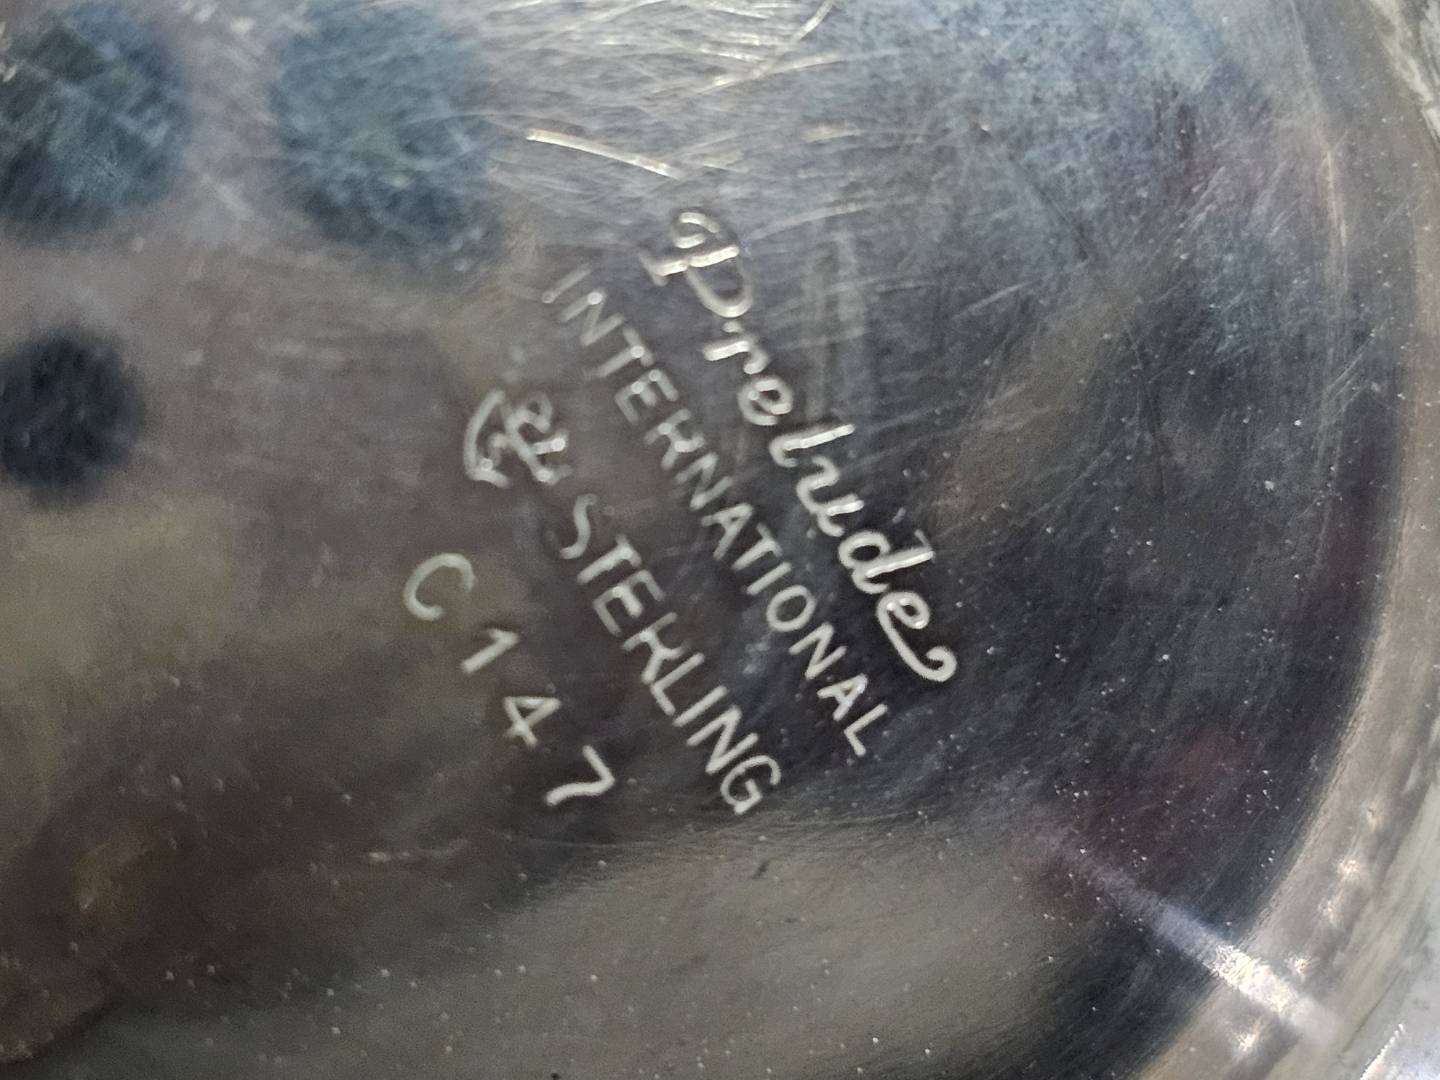 Prelude
INTERNATIONAL
STERLING
C147